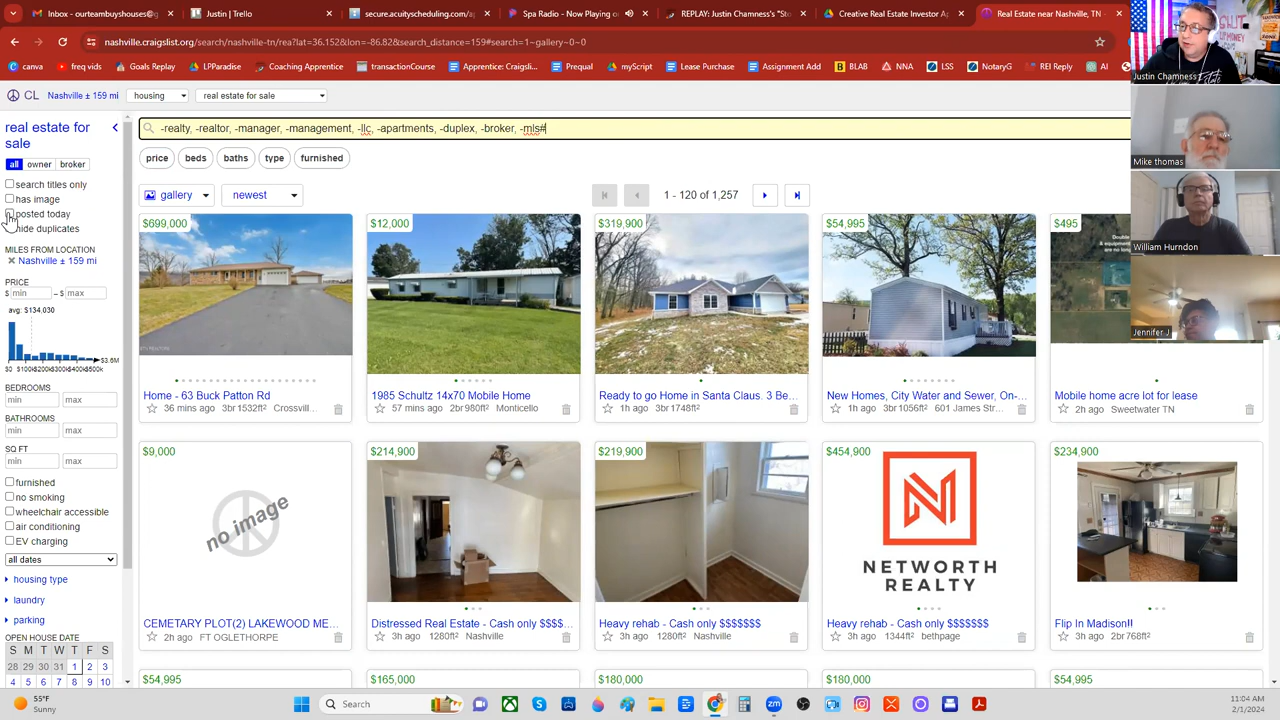 Inbox - ourteambuyshouses@g
Justin | Trello
secure.acuityscheduling.com/ap
Spa Radio - Now Playing o
REPLAY: Justin Chamness's "Sto
Creative Real Estate Investor Ap
Real Estate near Nashville, TN -
nashville.craigslist.org/search/nashville-tn/rea?lat=36.152&lon=-86.82&search_distance=159#search=1~gallery~0~0
canva
freq vids
Goals Replay
LPParadise
Coaching Apprentice
transactionCourse
Apprentice: Craigsli...
Prequal
myScript
Lease Purchase
Assignment Add
BLAB
NNA
LSS
NotaryG
REI Reply
AI
CL
Nashville ± 159 mi
housing
real estate for sale
real estate for
sale
all owner broker
search titles only
has image
posted today
hide duplicates
MILES FROM LOCATION
Nashville ± 159 mi
PRICE
$ min – $ max
avg: $134,030
$3.6M
BEDROOMS
min max
BATHROOMS
min max
SQ FT
min max
furnished
no smoking
wheelchair accessible
air conditioning
EV charging
all dates
housing type
laundry
parking
OPEN HOUSE DATE
S M T W T F S
28 29 30 31 1 2 3
4 5 6 7 8 9 10
-realty, -realtor, -manager, -management, -llc, -apartments, -duplex, -broker, -mls#
price beds baths type furnished
gallery newest 1 - 120 of 1,257
$699,000
Home - 63 Buck Patton Rd
36 mins ago 3br 1532ft² Crossvill...
$12,000
1985 Schultz 14x70 Mobile Home
57 mins ago 2br 980ft² Monticello
$319,900
Ready to go Home in Santa Claus. 3 Be...
1h ago 3br 1748ft²
$54,995
New Homes, City Water and Sewer, On-...
1h ago 3br 1056ft² 601 James Str...
$495
Mobile home acre lot for lease
2h ago Sweetwater TN
$9,000
no image
CEMETARY PLOT(2) LAKEWOOD ME...
2h ago FT OGLETHORPE
$214,900
Distressed Real Estate - Cash only $$$$...
3h ago 1280ft² Nashville
$219,900
Heavy rehab - Cash only $$$$$$$
3h ago 1280ft² Nashville
$454,900
NETWORTH
REALTY
Heavy rehab - Cash only $$$$$$$
3h ago 1344ft² bethpage
$234,900
Flip In Madison!!
3h ago 2br 768ft²
$54,995
$165,000
$180,000
$180,000
$54,995
Justin Chamness
Mike thomas
William Hurndon
Jennifer J
55°F
Sunny
Search
11:04 AM
2/1/2024